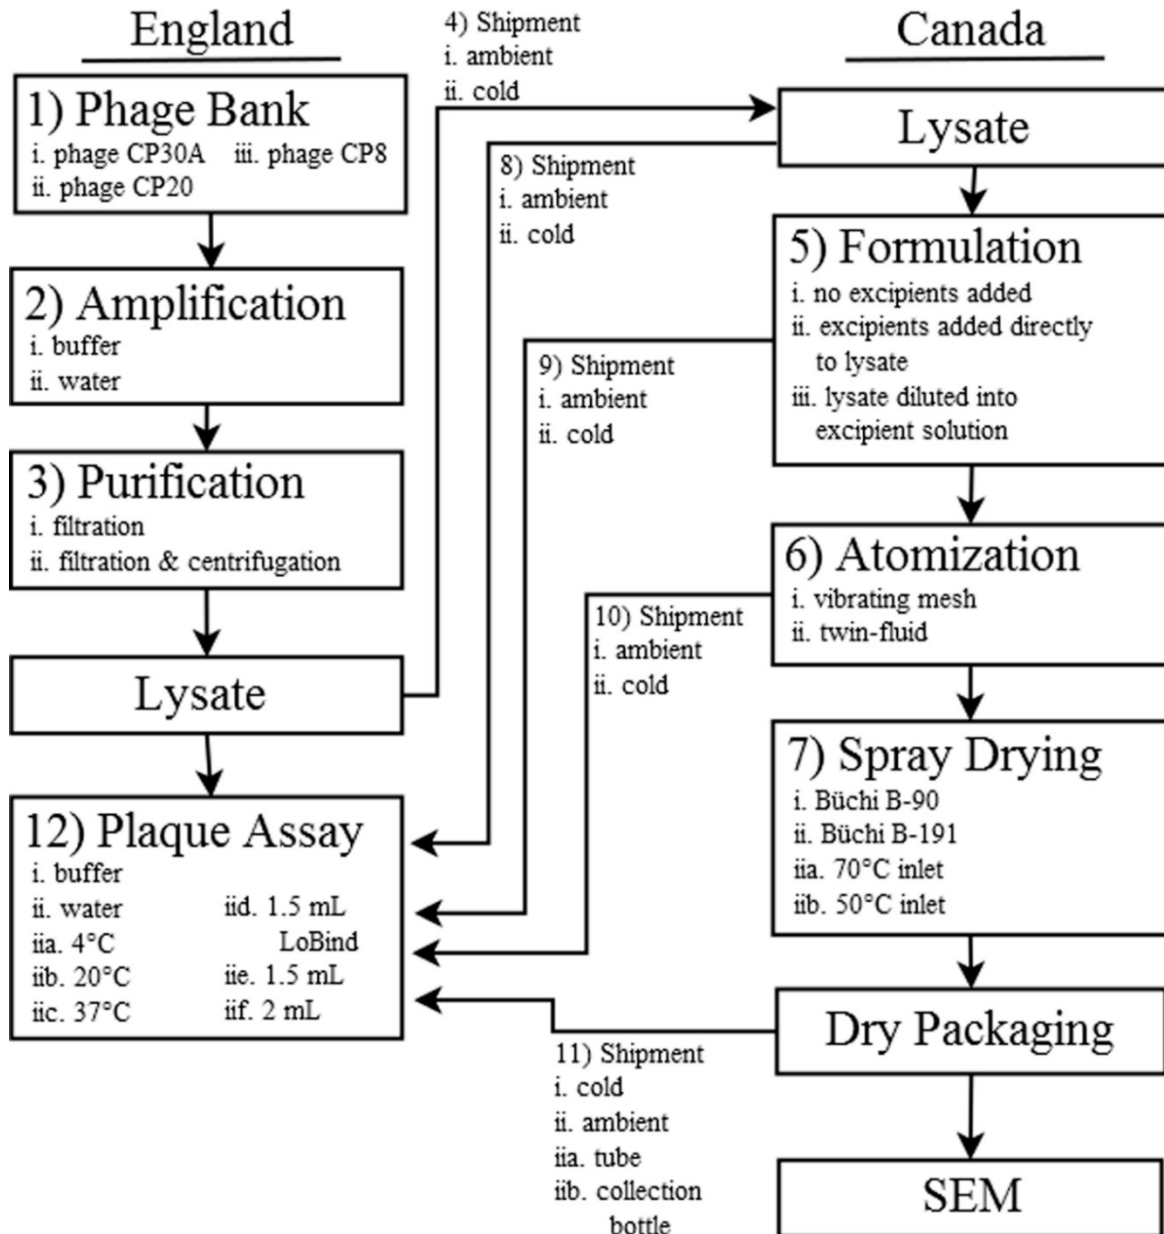 England
1) Phage Bank
i. phage CP30A iii. phage CP8
ii. phage CP20
2) Amplification
i. buffer
ii. water
3) Purification
i. filtration
ii. filtration & centrifugation
Lysate
12) Plaque Assay
i. buffer
ii. water
iia. 4°C
iib. 20°C
iic. 37°C
iid. 1.5 mL
LoBind
iie. 1.5 mL
iif. 2 mL
4) Shipment
i. ambient
ii. cold
8) Shipment
i. ambient
ii. cold
9) Shipment
i. ambient
ii. cold
10) Shipment
i. ambient
ii. cold
11) Shipment
i. cold
ii. ambient
iia. tube
iib. collection
bottle
Canada
Lysate
5) Formulation
i. no excipients added
ii. excipients added directly
to lysate
iii. lysate diluted into
excipient solution
6) Atomization
i. vibrating mesh
ii. twin-fluid
7) Spray Drying
i. Büchi B-90
ii. Büchi B-191
iia. 70°C inlet
iib. 50°C inlet
Dry Packaging
SEM